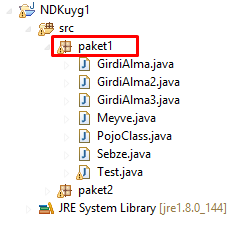 NDKuyg1
src
paket1
GirdiAlma.java
GirdiAlma2.java
GirdiAlma3.java
Meyve.java
PojoClass.java
Sebze.java
Test.java
paket2
JRE System Library [jre1.8.0_144]